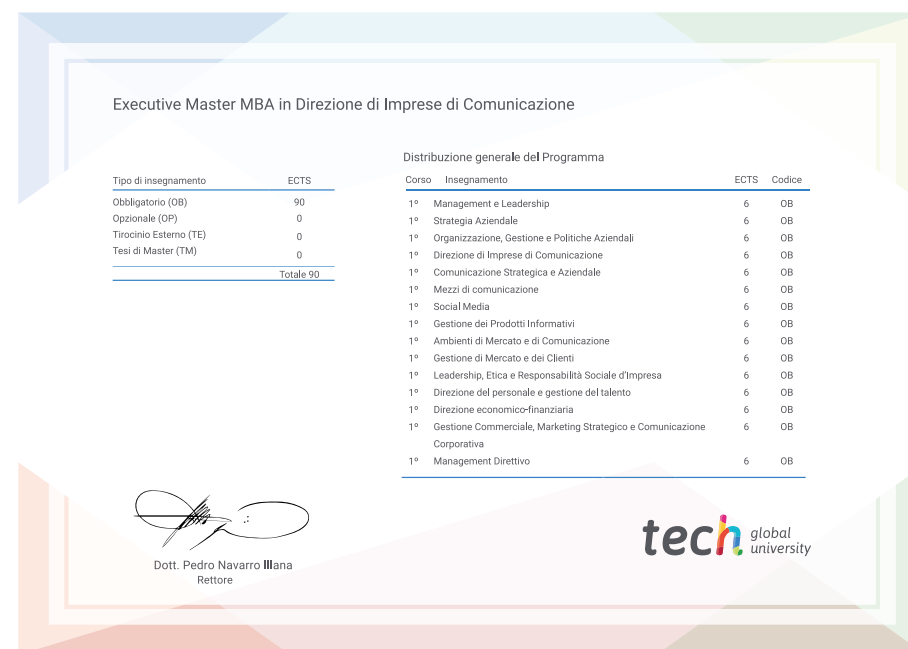 Executive Master MBA in Direzione di Imprese di Comunicazione
Tipo di insegnamento ECTS
Obbligatorio (OB) 90
Opzionale (OP) 0
Tirocinio Esterno (TE) 0
Tesi di Master (TM) 0
Totale 90
Distribuzione generale del Programma
Corso Insegnamento ECTS Codice
1º Management e Leadership 6 OB
1º Strategia Aziendale 6 OB
1º Organizzazione, Gestione e Politiche Aziendali 6 OB
1º Direzione di Imprese di Comunicazione 6 OB
1º Comunicazione Strategica e Aziendale 6 OB
1º Mezzi di comunicazione 6 OB
1º Social Media 6 OB
1º Gestione dei Prodotti Informativi 6 OB
1º Ambienti di Mercato e di Comunicazione 6 OB
1º Gestione di Mercato e dei Clienti 6 OB
1º Leadership, Etica e Responsabilità Sociale d'Impresa 6 OB
1º Direzione del personale e gestione del talento 6 OB
1º Direzione economico-finanziaria 6 OB
1º Gestione Commerciale, Marketing Strategico e Comunicazione 6 OB
Corporativa
1º Management Direttivo 6 OB
Dott. Pedro Navarro Illana
Rettore
tech global
university